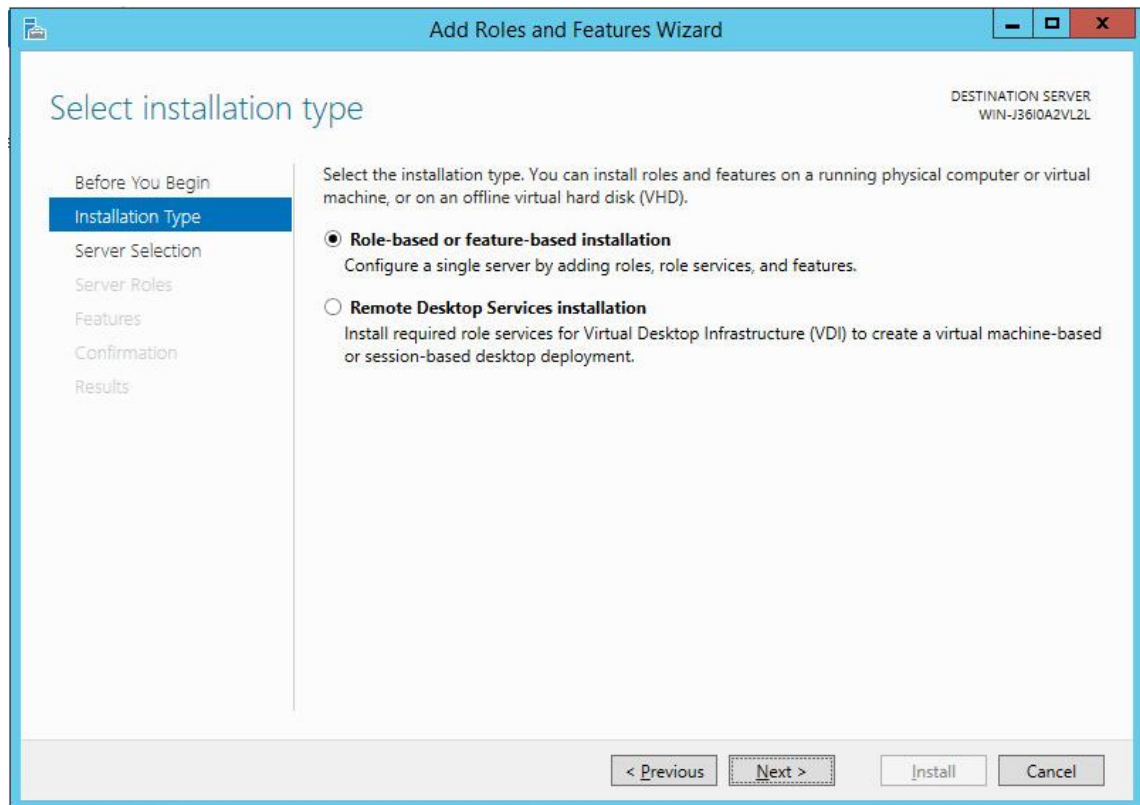 Add Roles and Features Wizard
Select installation type
DESTINATION SERVER
WIN-J36I0A2VL2L
Before You Begin
Installation Type
Server Selection
Server Roles
Features
Confirmation
Results
Select the installation type. You can install roles and features on a running physical computer or virtual
machine, or on an offline virtual hard disk (VHD).
Role-based or feature-based installation
Configure a single server by adding roles, role services, and features.
Remote Desktop Services installation
Install required role services for Virtual Desktop Infrastructure (VDI) to create a virtual machine-based
or session-based desktop deployment.
< Previous
Next >
Install
Cancel